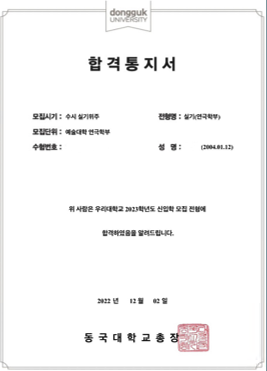 dongguk
UNIVERSITY
합격통지서
모집시기 : 수시 실기위주 전형명 : 실기(연극학부)
모집단위 : 예술대학 연극학부
수험번호 : 성 명 : (2004.01.12)
위 사람은 우리대학교 2023학년도 신입학 모집 전형에
합격하였음을 알려드립니다.
2022 년 12 월 02 일
동국대학교총장